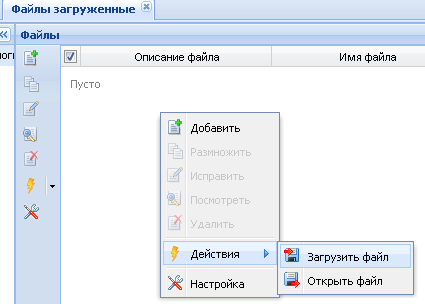 Файлы загруженные
Файлы
Описание файла
Имя файла
Пусто
Добавить
Размножить
Исправить
Посмотреть
Удалить
Действия
Загрузить файл
Открыть файл
Настройка